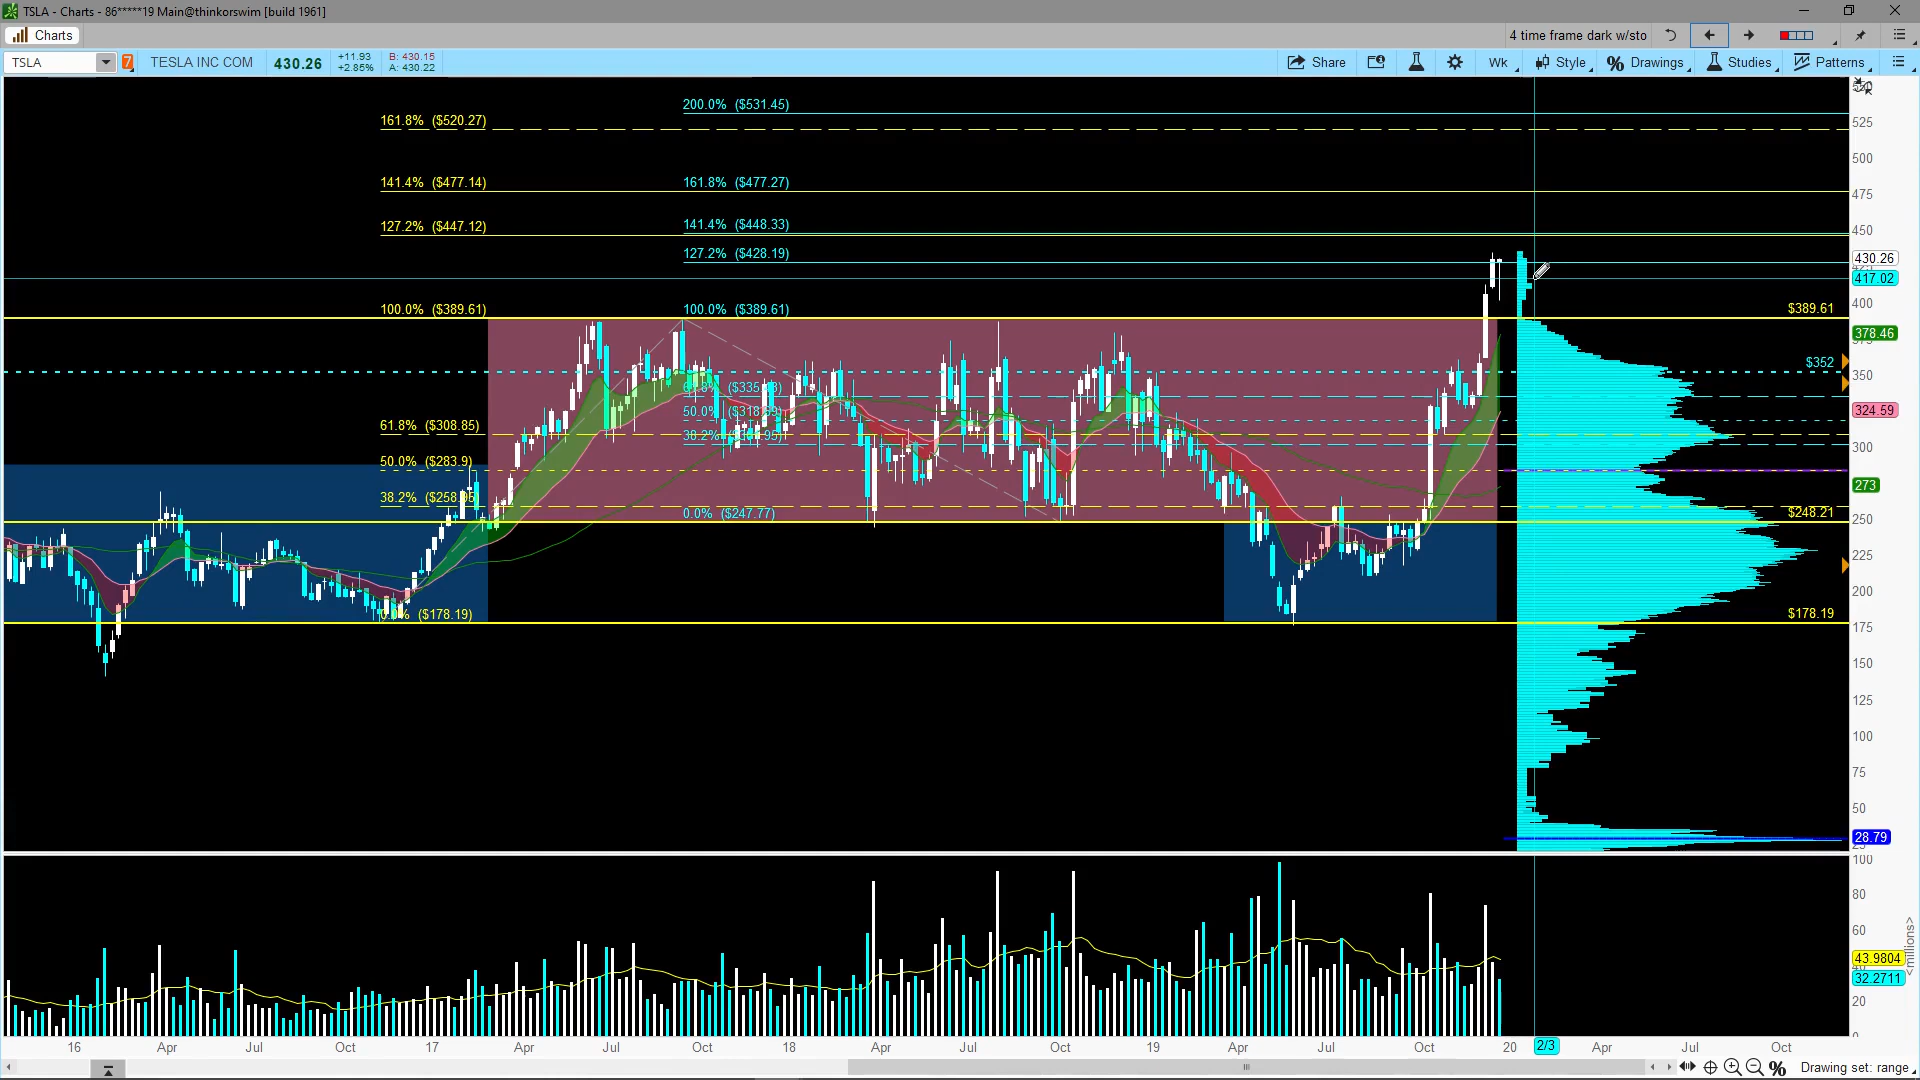 TSLA - Charts - 86*****19 Main@thinkorswim [build 1961]
Charts
4 time frame dark w/sto
TSLA
TESLA INC COM
430.26
+11.93
+2.85%
B: 430.15
A: 430.22
Share
Wk
Style
Drawings
Studies
Patterns
200.0% ($531.45)
161.8% ($520.27)
141.4% ($477.14)
161.8% ($477.27)
127.2% ($447.12)
141.4% ($448.33)
127.2% ($428.19)
100.0% ($389.61)
100.0% ($389.61)
$389.61
$352
61.8% ($308.85)
50.0% ($283.9)
38.2%
0.0% ($247.77)
$248.21
($178.19)
$178.19
525
500
475
450
430.26
417.02
400
378.46
350
324.59
300
273
250
225
200
175
150
125
100
75
50
28.79
100
80
60
43.9804
32.2711
20
<millions>
16
Apr
Jul
Oct
17
Apr
Jul
Oct
18
Apr
Jul
Oct
19
Apr
Jul
Oct
20
2/3
Apr
Jul
Oct
Drawing set: range